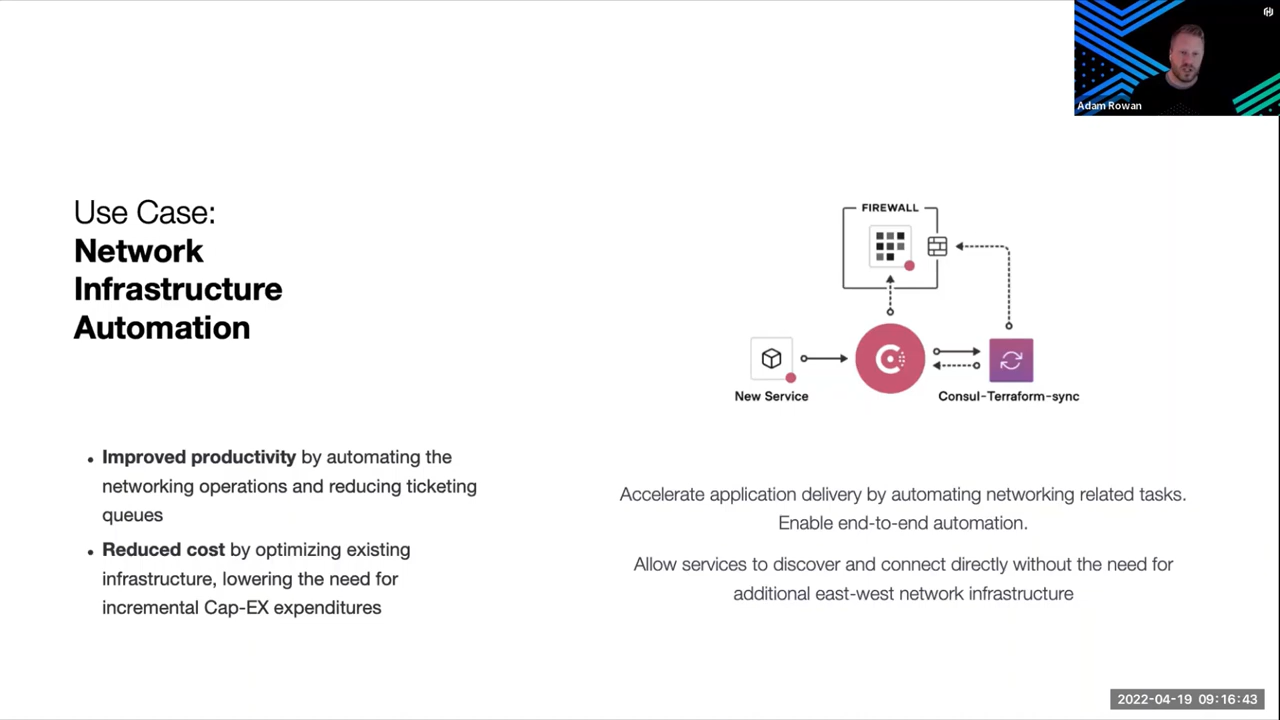 Adam Rowan
Use Case:
Network
Infrastructure
Automation
FIREWALL
New Service
Consul-Terraform-sync
• Improved productivity by automating the
networking operations and reducing ticketing
queues
• Reduced cost by optimizing existing
infrastructure, lowering the need for
incremental Cap-EX expenditures
Accelerate application delivery by automating networking related tasks.
Enable end-to-end automation.
Allow services to discover and connect directly without the need for
additional east-west network infrastructure
2022-04-19 09:16:43